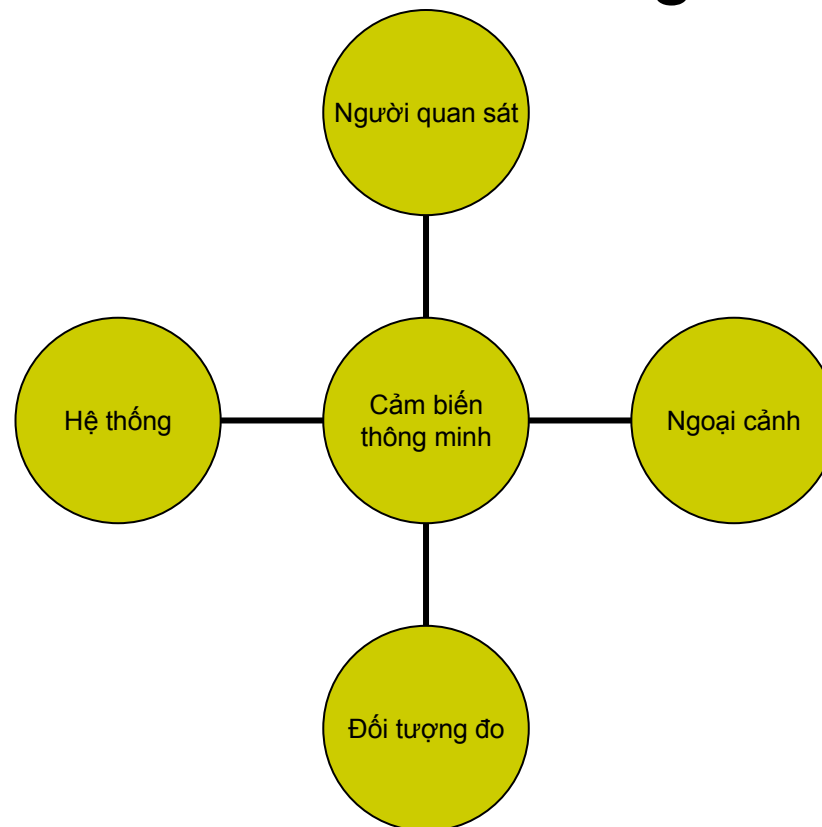 Người quan sát
Hệ thống
Cảm biến
thông minh
Ngoại cảnh
Đối tượng đo